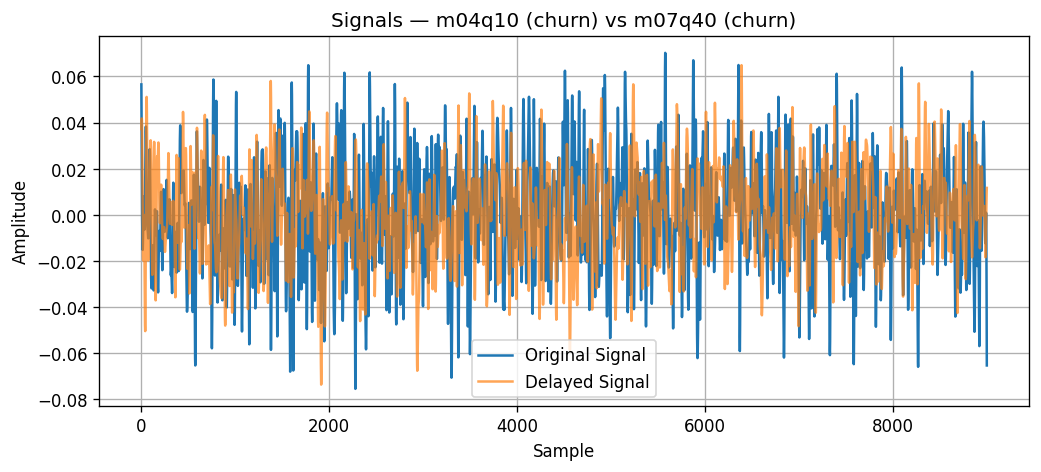 Signals — m04q10 (churn) vs m07q40 (churn)
Amplitude
0.06
0.04
0.02
0.00
−0.02
−0.04
−0.06
−0.08
Original Signal
Delayed Signal
0 2000 4000 6000 8000
Sample